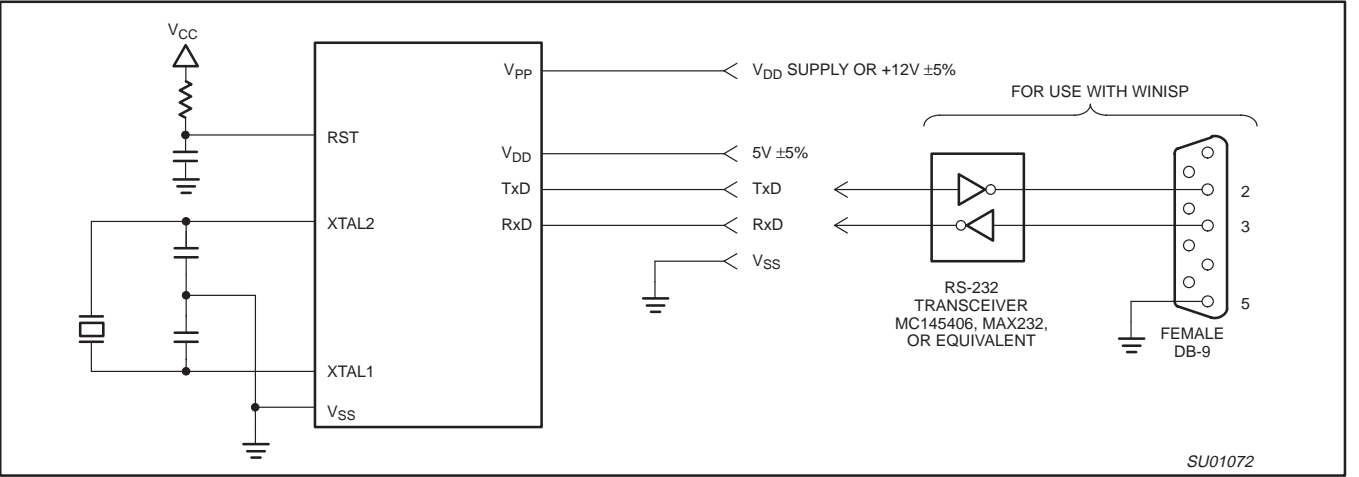 VCC
RST
XTAL2
XTAL1
VSS
VPP
VDD
TxD
RxD
VDD SUPPLY OR +12V ±5%
5V ±5%
TxD
RxD
VSS
FOR USE WITH WINISP
RS-232
TRANSCEIVER
MC145406, MAX232,
OR EQUIVALENT
2
3
5
FEMALE
DB-9
SU01072